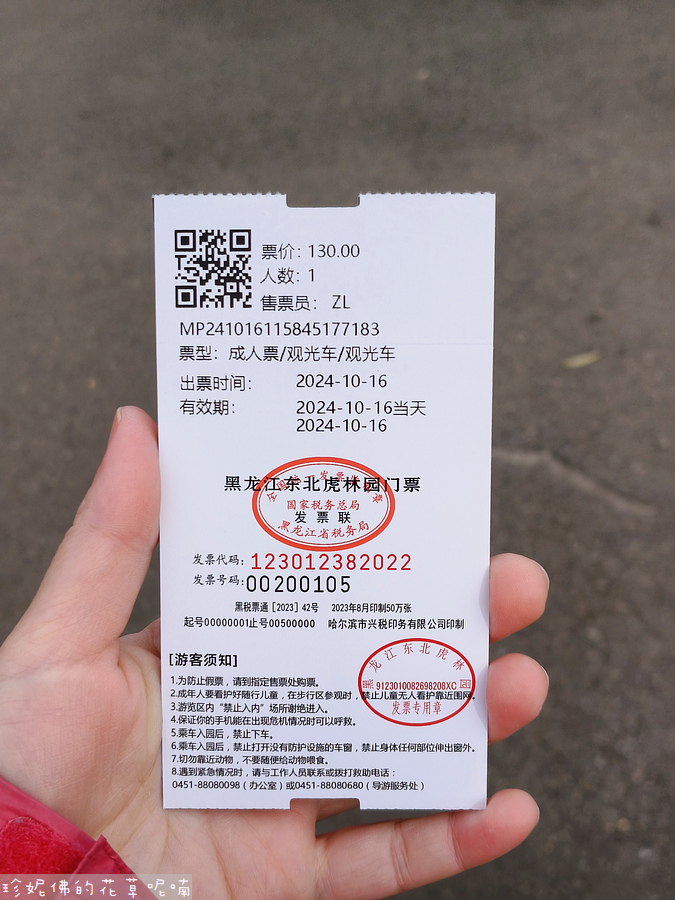 票价: 130.00
人数: 1
售票员: ZL
MP241016115845177183
票型: 成人票/观光车/观光车
出票时间: 2024-10-16
有效期: 2024-10-16当天
2024-10-16
黑龙江东北虎林园门票
国家税务总局
发票联
黑龙江省税务局
发票代码: 123012382022
发票号码: 00200105
黑税票通[2023]42号 2023年8月印制50万张
起号00000001止号00500000 哈尔滨市兴税印务有限公司印制
黑龙江东北虎林园
9123010082698208XC
发票专用章
[游客须知]
1.为防止假票，请到指定售票处购票。
2.成年人要看护好随行儿童，在步行区参观时，禁止儿童无人看护靠近围网。
3.游览区内“禁止入内”场所谢绝进入。
4.保证你的手机能在出现危机情况时可以呼救。
5.乘车入园后，禁止下车。
6.乘车入园后，禁止打开没有防护设施的车窗，禁止身体任何部位伸出窗外。
7.切勿靠近动物，不要随便给动物喂食。
8.遇到紧急情况时，请与工作人员联系或拨打救助电话：
0451-88080098（办公室）或0451-88080680（导游服务处）
珍妮佛的花草呢喃